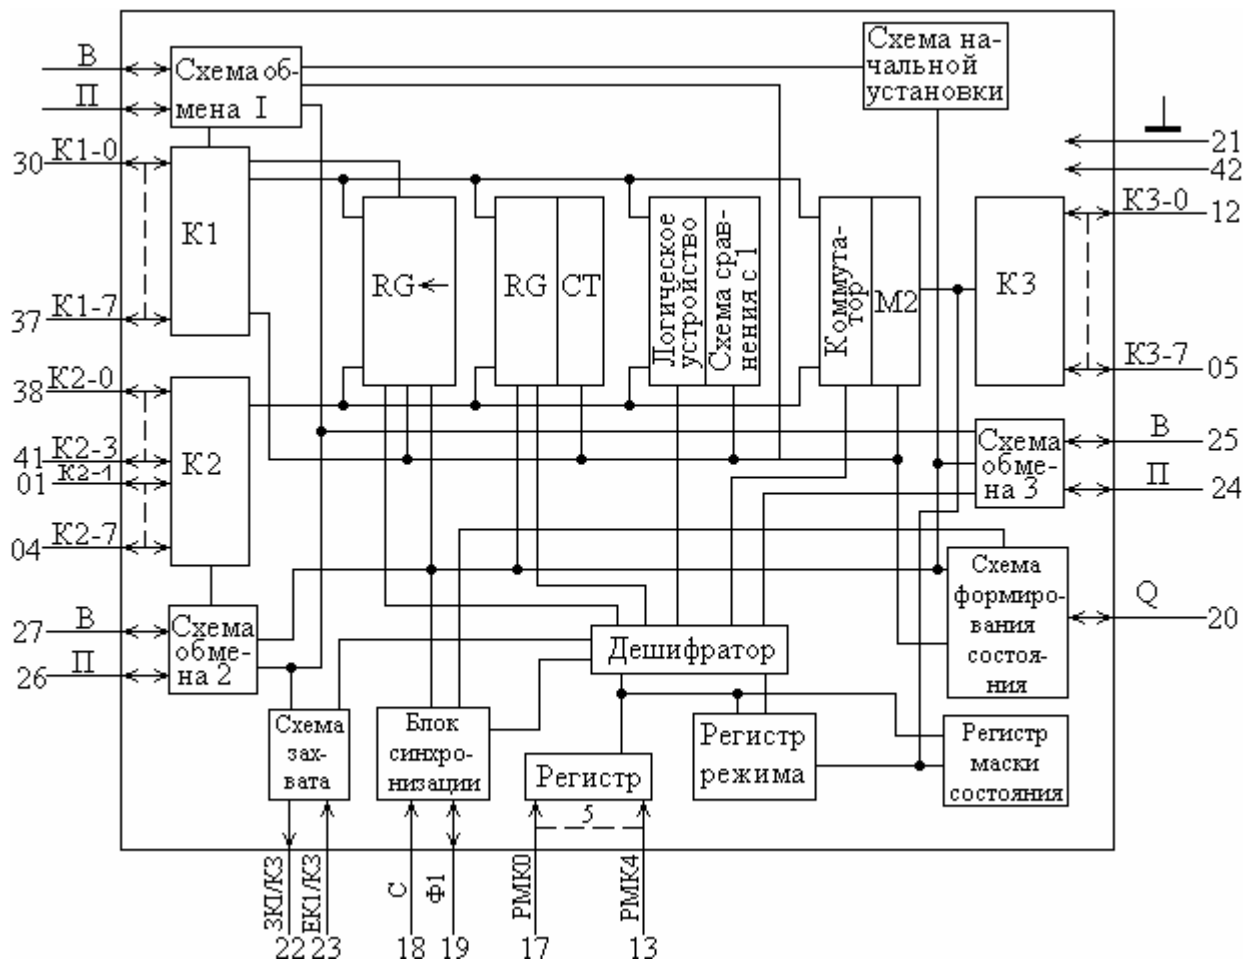 В
П
30 К1-0
37 К1-7
38 К2-0
41 К2-3
01 К2-4
04 К2-7
27 В
26 П
Схема об-
мена 1
К1
К2
Схема
обме-
на 2
Схема на-
чальной
установки
RG
RG
СТ
Логическое
устройство
Схема срав-
нения с 1
Коммута-
тор
М2
К3
21
42
К3-0 12
К3-7 05
В 25
П 24
Q 20
Схема
обме-
на 3
Схема
формиро-
вания
состоя-
ния
Дешифратор
Схема
зах-
вата
Блок
синхро-
низации
Регистр
5
Регистр
режима
Регистр
маски
состояния
ЗК1/КЗ
ЕК1/КЗ
С
Ф1
РМК0
РМК4
22
23
18
19
17
13